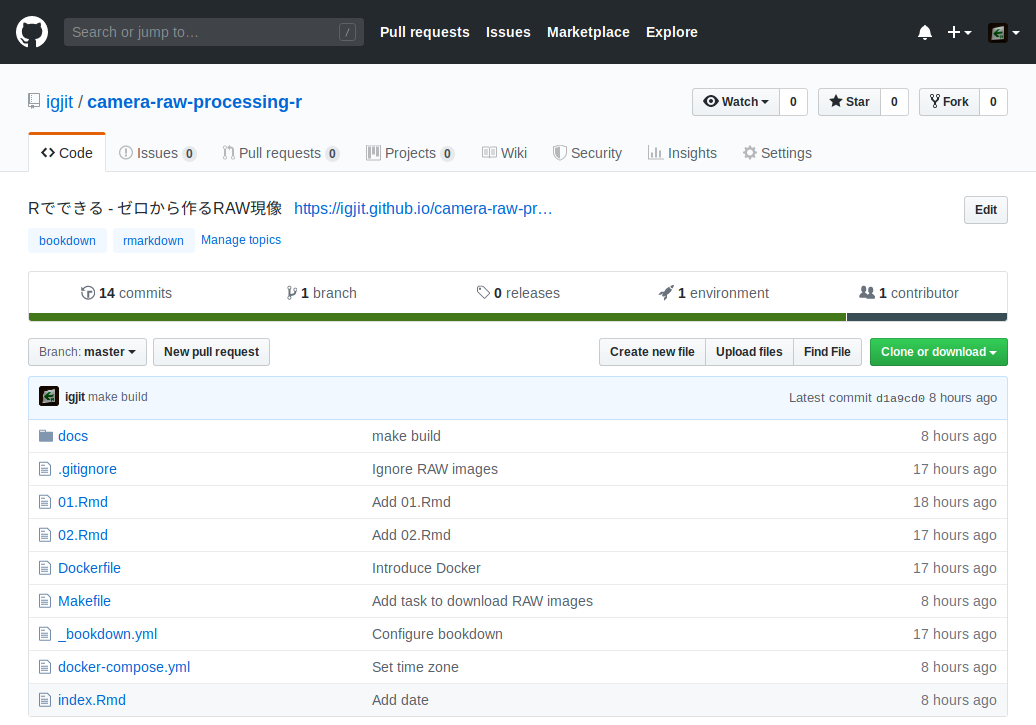 Search or jump to… / Pull requests Issues Marketplace Explore
igjit / camera-raw-processing-r Watch 0 Star 0 Fork 0
Code Issues 0 Pull requests 0 Projects 0 Wiki Security Insights Settings
Rでできる - ゼロから作るRAW現像 https://igjit.github.io/camera-raw-pr… Edit
bookdown rmarkdown Manage topics
14 commits 1 branch 0 releases 1 environment 1 contributor
Branch: master New pull request Create new file Upload files Find File Clone or download
igjit make build Latest commit d1a9cd0 8 hours ago
docs make build 8 hours ago
.gitignore Ignore RAW images 17 hours ago
01.Rmd Add 01.Rmd 18 hours ago
02.Rmd Add 02.Rmd 17 hours ago
Dockerfile Introduce Docker 17 hours ago
Makefile Add task to download RAW images 8 hours ago
_bookdown.yml Configure bookdown 17 hours ago
docker-compose.yml Set time zone 8 hours ago
index.Rmd Add date 8 hours ago